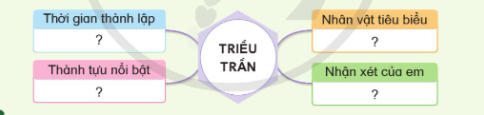 Thời gian thành lập
?
Thành tựu nổi bật
?
TRIỀU
TRẦN
Nhân vật tiêu biểu
?
Nhận xét của em
?